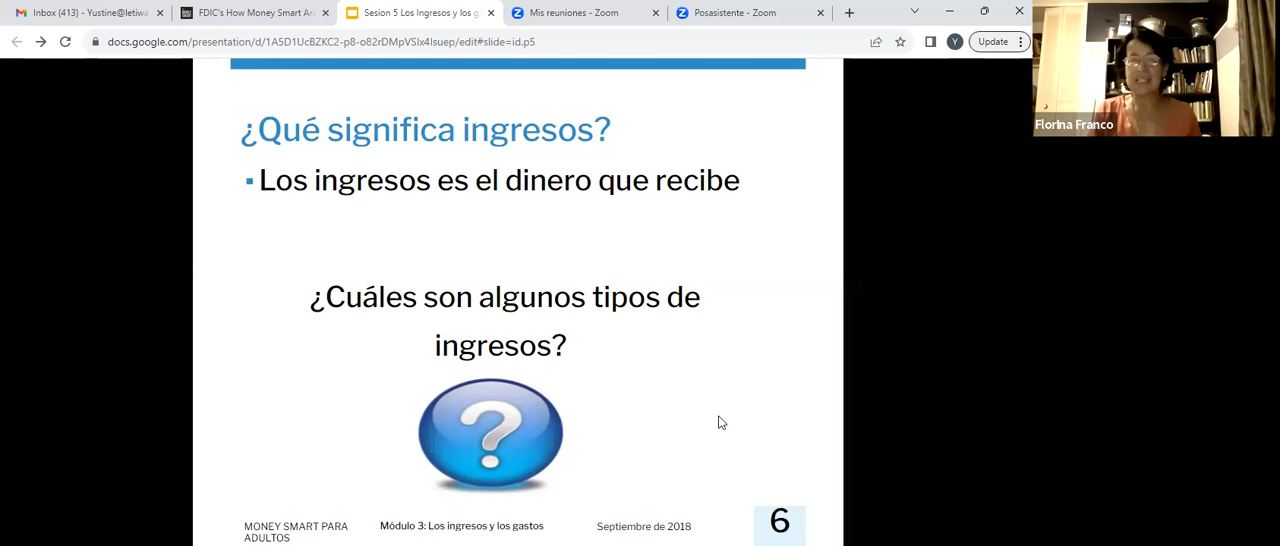 Inbox (413) - Yustine@letiwa
FDIC's How Money Smart Are
Sesion 5 Los Ingresos y los g
Mis reuniones - Zoom
Posasistente - Zoom
docs.google.com/presentation/d/1A5D1UcBZKC2-p8-o82rDMpVSlx4lsuep/edit#slide=id.p5
Y
Update
Florina Franco
¿Qué significa ingresos?
Los ingresos es el dinero que recibe
¿Cuáles son algunos tipos de
ingresos?
?
MONEY SMART PARA
ADULTOS
Módulo 3: Los ingresos y los gastos
Septiembre de 2018
6